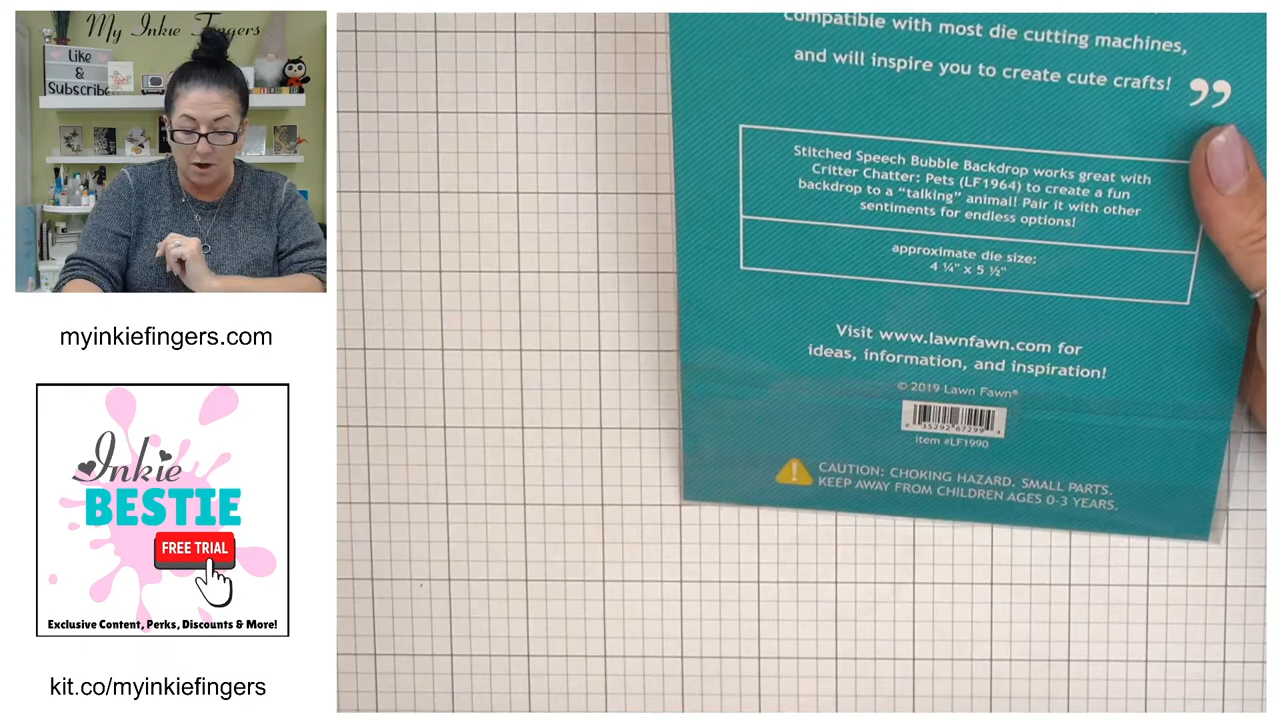 My Inkie Fingers
Like
&
Subscribe
myinkiefingers.com
Inkie
BESTIE
FREE TRIAL
Exclusive Content, Perks, Discounts & More!
kit.co/myinkiefingers
compatible with most die cutting machines,
and will inspire you to create cute crafts! ”
Stitched Speech Bubble Backdrop works great with
Critter Chatter: Pets (LF1964) to create a fun
backdrop to a “talking” animal! Pair it with other
sentiments for endless options!
approximate die size:
4 ¼" x 5 ½"
Visit www.lawnfawn.com for
ideas, information, and inspiration!
© 2019 Lawn Fawn®
9 35292 67299 4
Item #LF1990
CAUTION: CHOKING HAZARD. SMALL PARTS.
KEEP AWAY FROM CHILDREN AGES 0-3 YEARS.